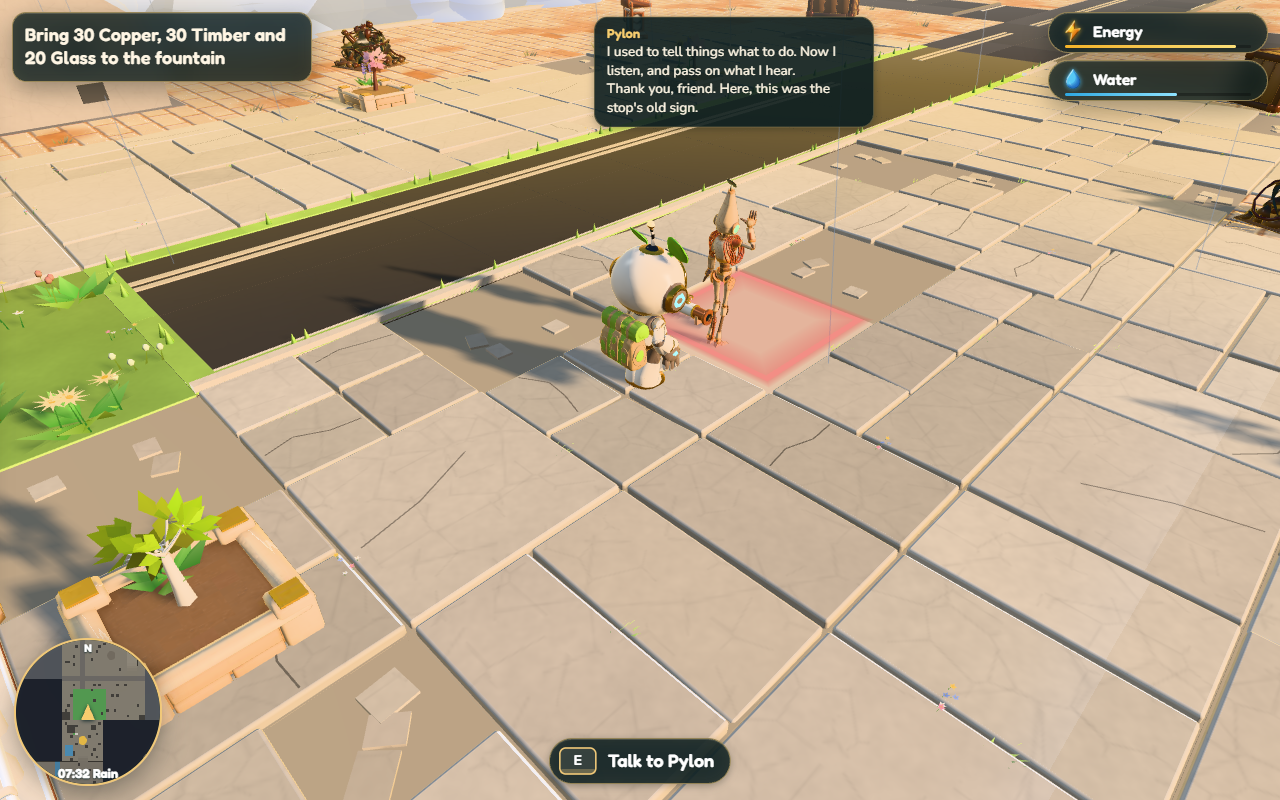 Bring 30 Copper, 30 Timber and
20 Glass to the fountain
Pylon
I used to tell things what to do. Now I
listen, and pass on what I hear.
Thank you, friend. Here, this was the
stop's old sign.
Energy
Water
N
07:32 Rain
E Talk to Pylon